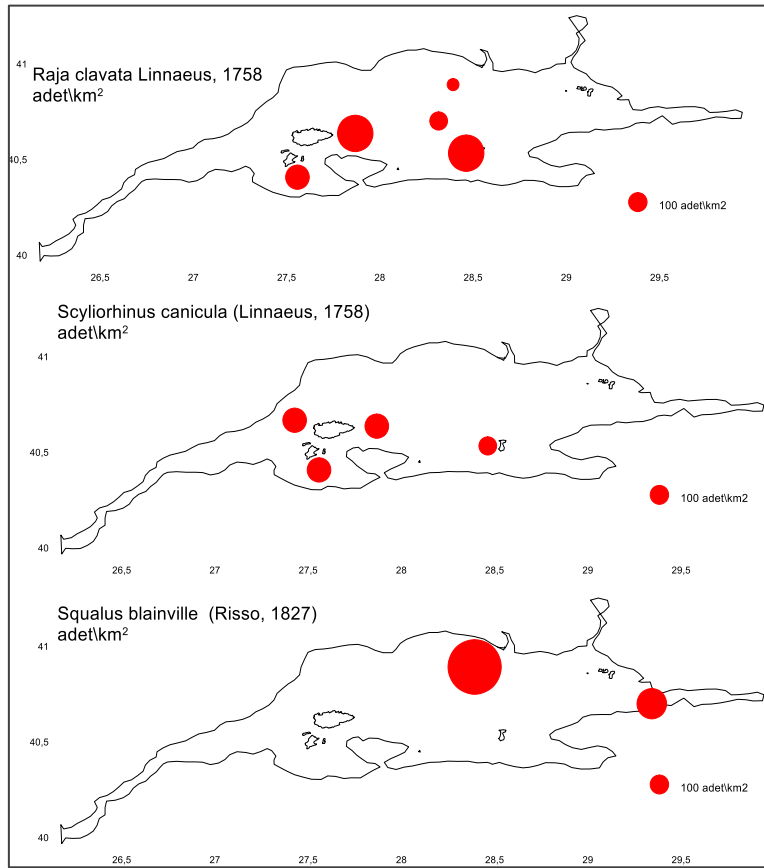 41
Raja clavata Linnaeus, 1758
adet\km²
40,5
100 adet\km2
40
26,5 27 27,5 28 28,5 29 29,5
Scyliorhinus canicula (Linnaeus, 1758)
adet\km²
41
40,5
100 adet\km2
40
26,5 27 27,5 28 28,5 29 29,5
Squalus blainville (Risso, 1827)
adet\km²
41
40,5
100 adet\km2
40
26,5 27 27,5 28 28,5 29 29,5